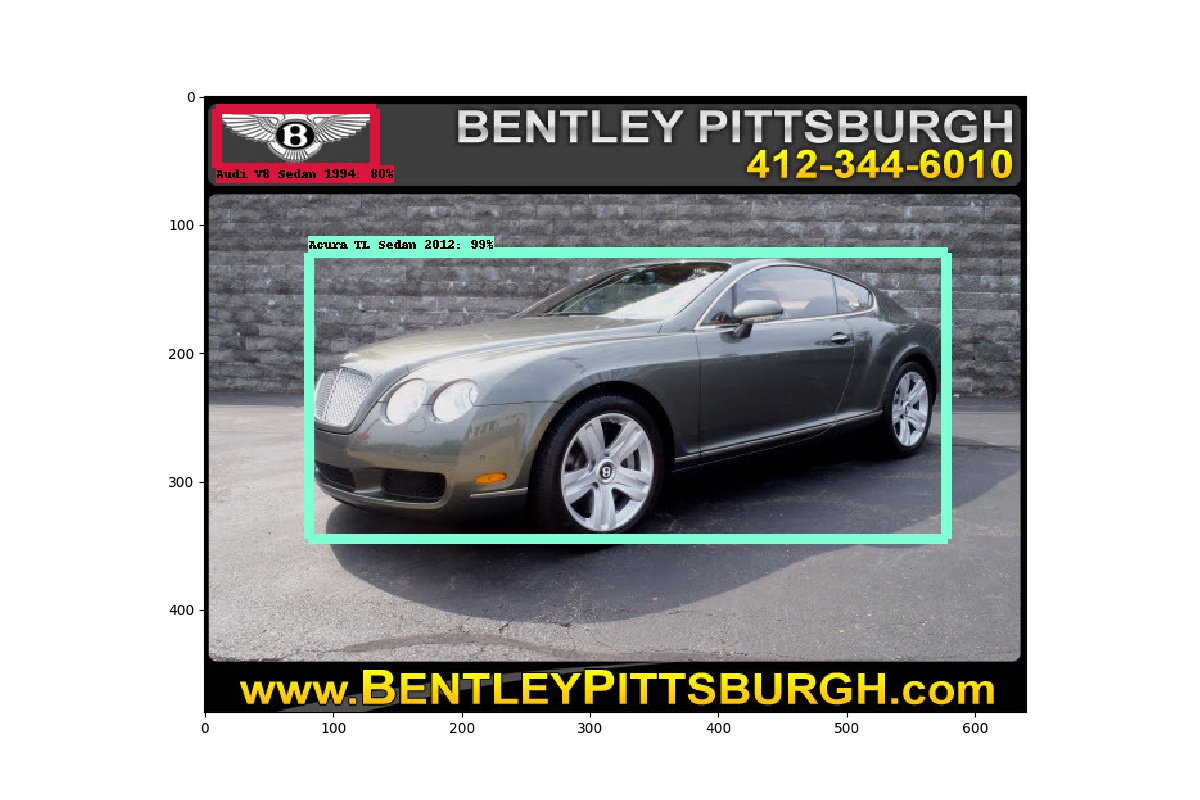 BENTLEY PITTSBURGH
412-344-6010
B
Audi V8 Sedan 1994: 80%
Acura TL Sedan 2012: 99%
B
www.BENTLEYPITTSBURGH.com
0
100
200
300
400
0 100 200 300 400 500 600